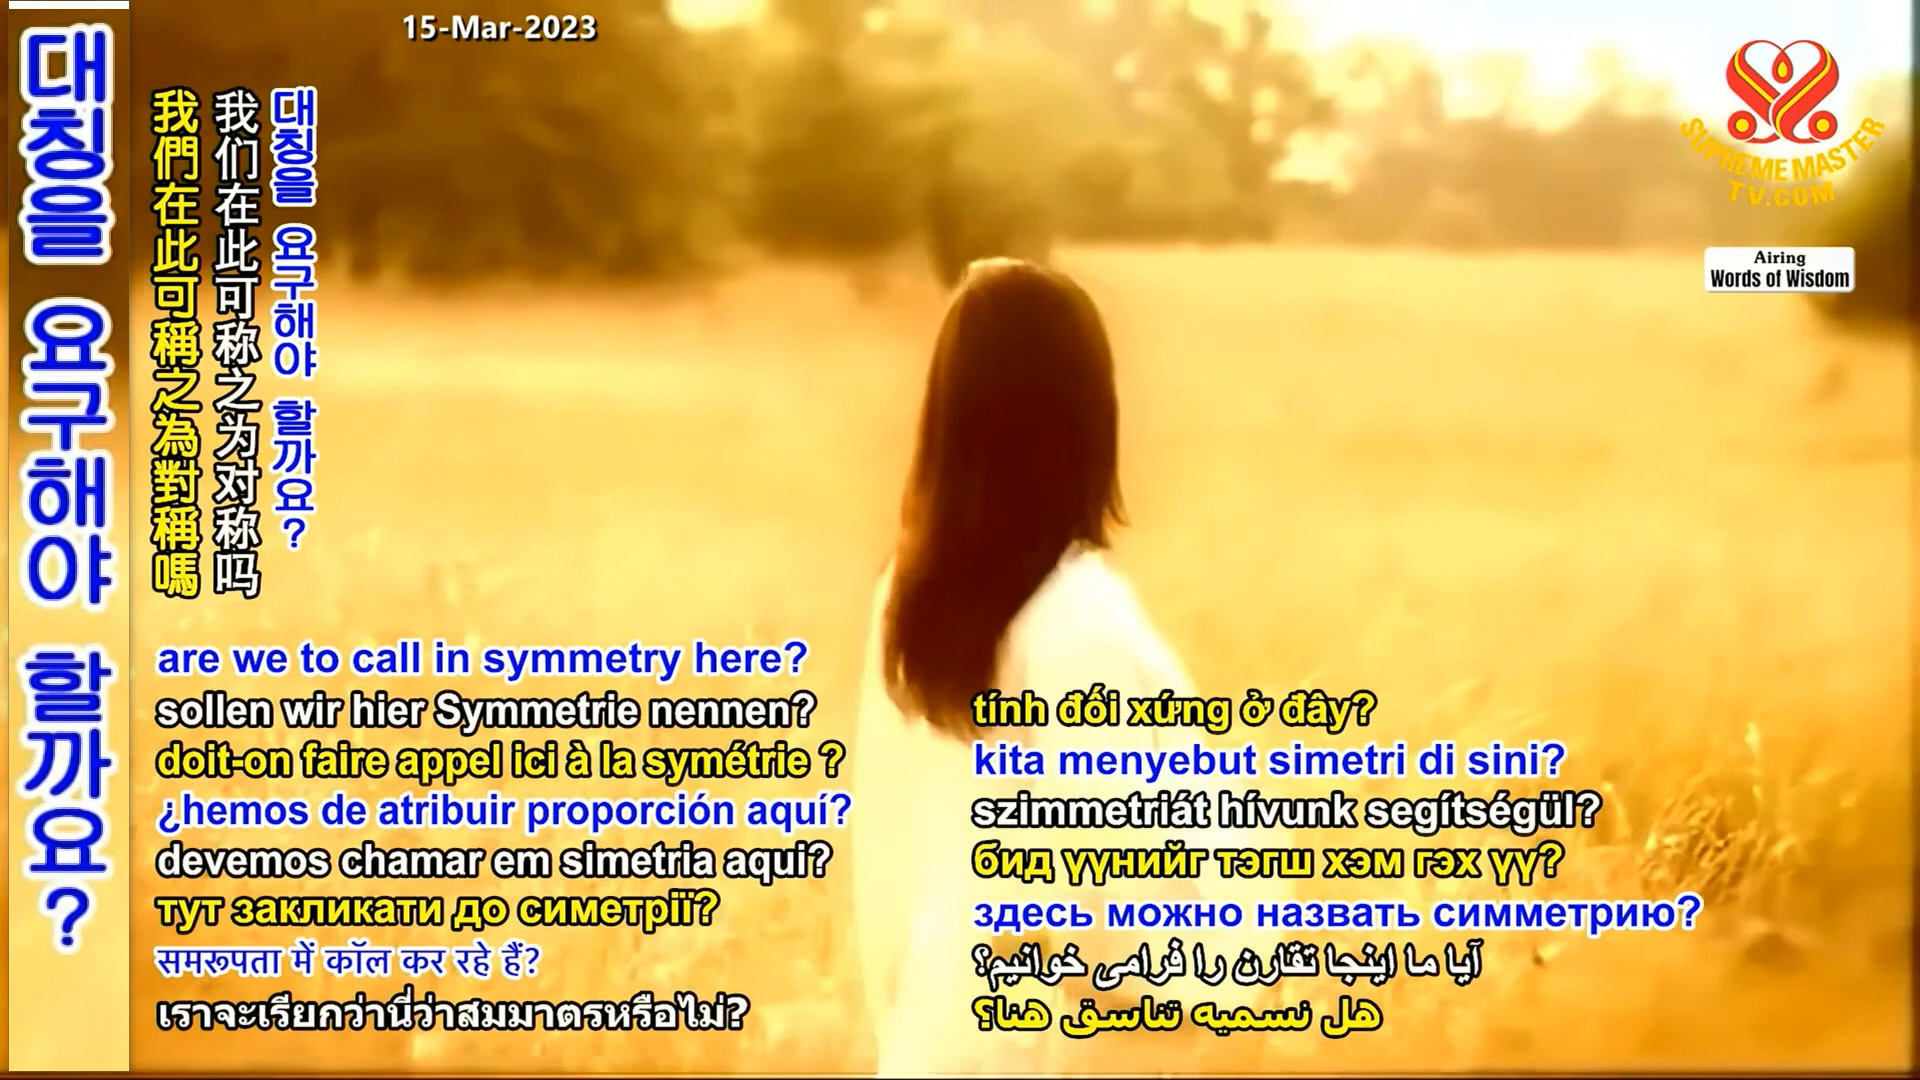 15-Mar-2023
대칭을 요구해야 할까요?
我們在此可稱之為對稱嗎
我们在此可称之为对称吗
대칭을 요구해야 할까요?
SUPREME MASTER
TV.COM
Airing
Words of Wisdom
are we to call in symmetry here?
sollen wir hier Symmetrie nennen?
doit-on faire appel ici à la symétrie ?
¿hemos de atribuir proporción aquí?
devemos chamar em simetria aqui?
тут закликати до симетрії?
समरूपता में कॉल कर रहे हैं?
เราจะเรียกว่านี่ว่าสมมาตรหรือไม่?
tính đối xứng ở đây?
kita menyebut simetri di sini?
szimmetriát hívunk segítségül?
бид үүнийг тэгш хэм гэх үү?
здесь можно назвать симметрию?
آیا ما اینجا تقارن را فرامی خوانیم؟
هل نسميه تناسق هنا؟